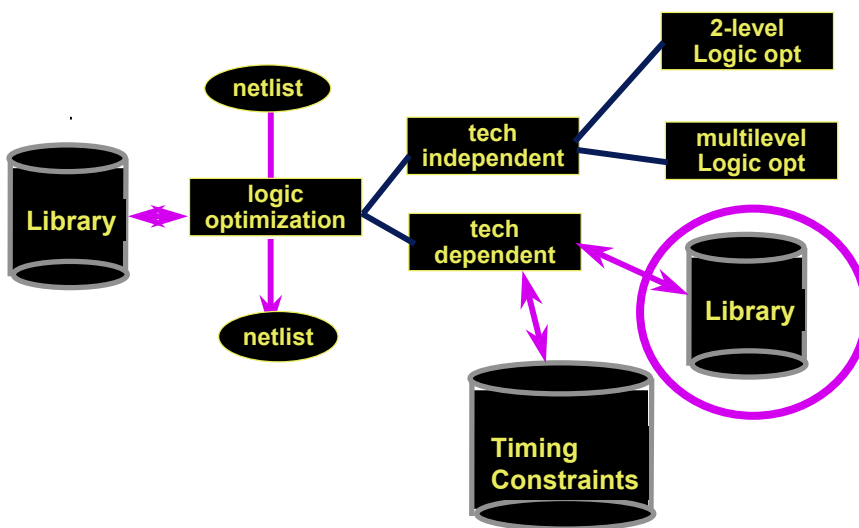 netlist
Library
logic
optimization
netlist
tech
independent
tech
dependent
2-level
Logic opt
multilevel
Logic opt
Library
Timing
Constraints